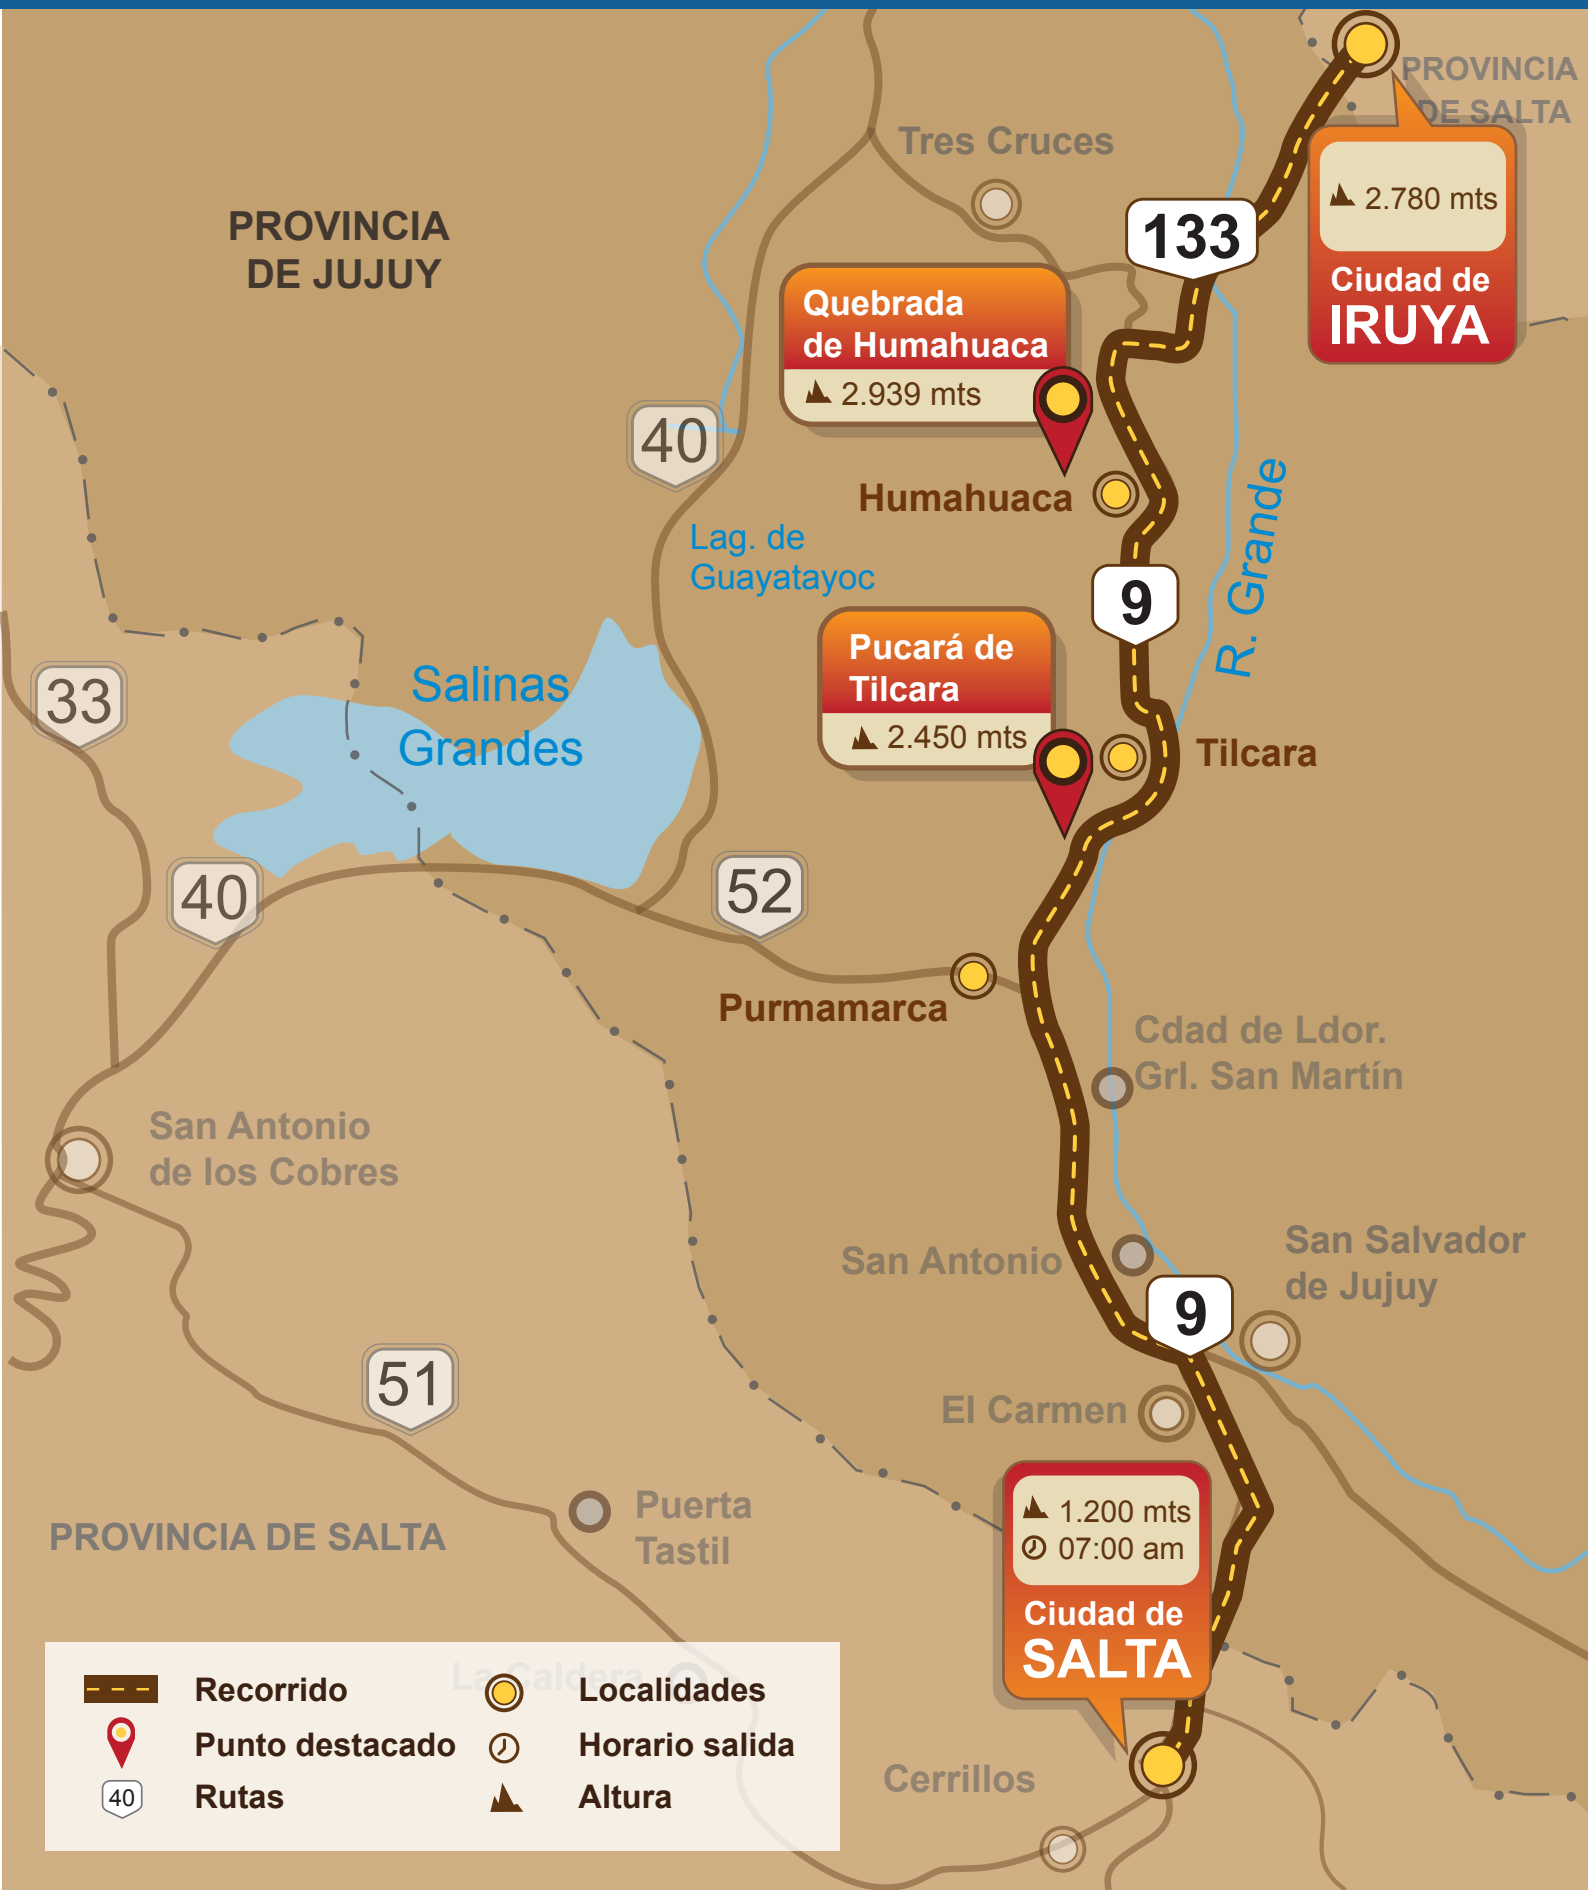 PROVINCIA
DE SALTA
Tres Cruces
2.780 mts
Ciudad de
IRUYA
133
PROVINCIA
DE JUJUY
Quebrada
de Humahuaca
2.939 mts
40
Humahuaca
Lag. de
Guayatayoc
R. Grande
9
Pucará de
Tilcara
2.450 mts
Tilcara
Salinas
Grandes
33
40
52
Purmamarca
Cdad de Ldor.
Grl. San Martín
San Antonio
de los Cobres
San Antonio
San Salvador
de Jujuy
9
51
El Carmen
Puerta
Tastil
PROVINCIA DE SALTA
1.200 mts
07:00 am
Ciudad de
SALTA
La Caldera
Recorrido
Localidades
Punto destacado
Horario salida
40
Rutas
Altura
Cerrillos